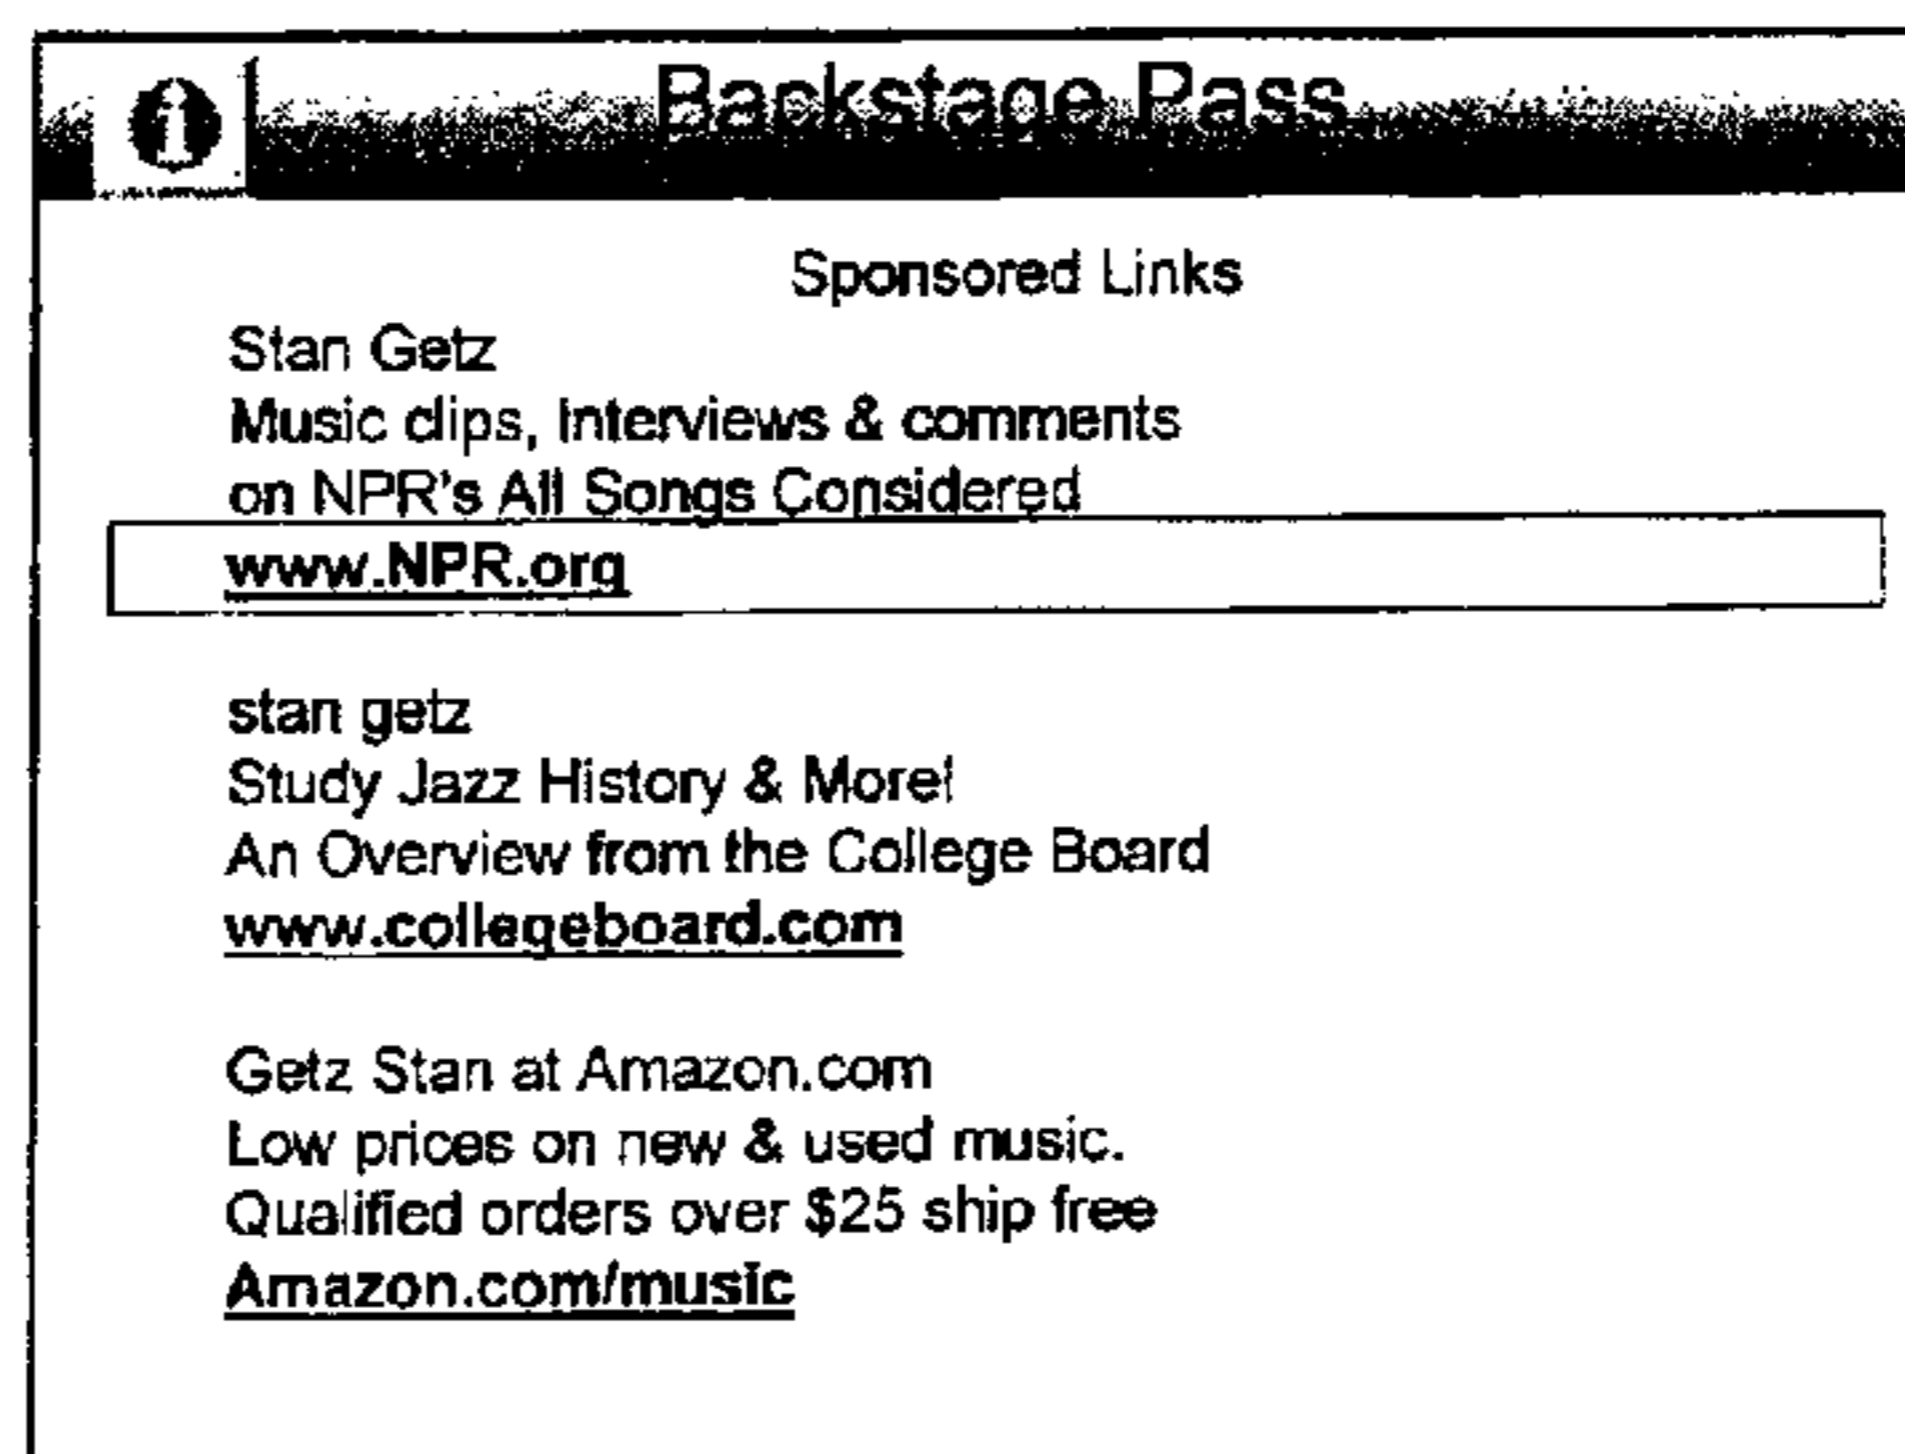 i
Backstage Pass
Sponsored Links
Stan Getz
Music clips, Interviews & comments
on NPR's All Songs Considered
www.NPR.org
stan getz
Study Jazz History & More!
An Overview from the College Board
www.collegeboard.com
Getz Stan at Amazon.com
Low prices on new & used music.
Qualified orders over $25 ship free
Amazon.com/music